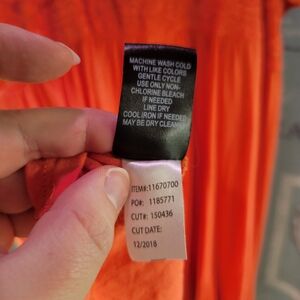 MACHINE WASH COLD
WITH LIKE COLORS
GENTLE CYCLE
USE ONLY NON-
CHLORINE BLEACH
IF NEEDED
LINE DRY
COOL IRON IF NEEDED
MAY BE DRY CLEANED
ITEM#:11670700
PO#: 1185771
CUT#: 150436
CUT DATE:
12/2018